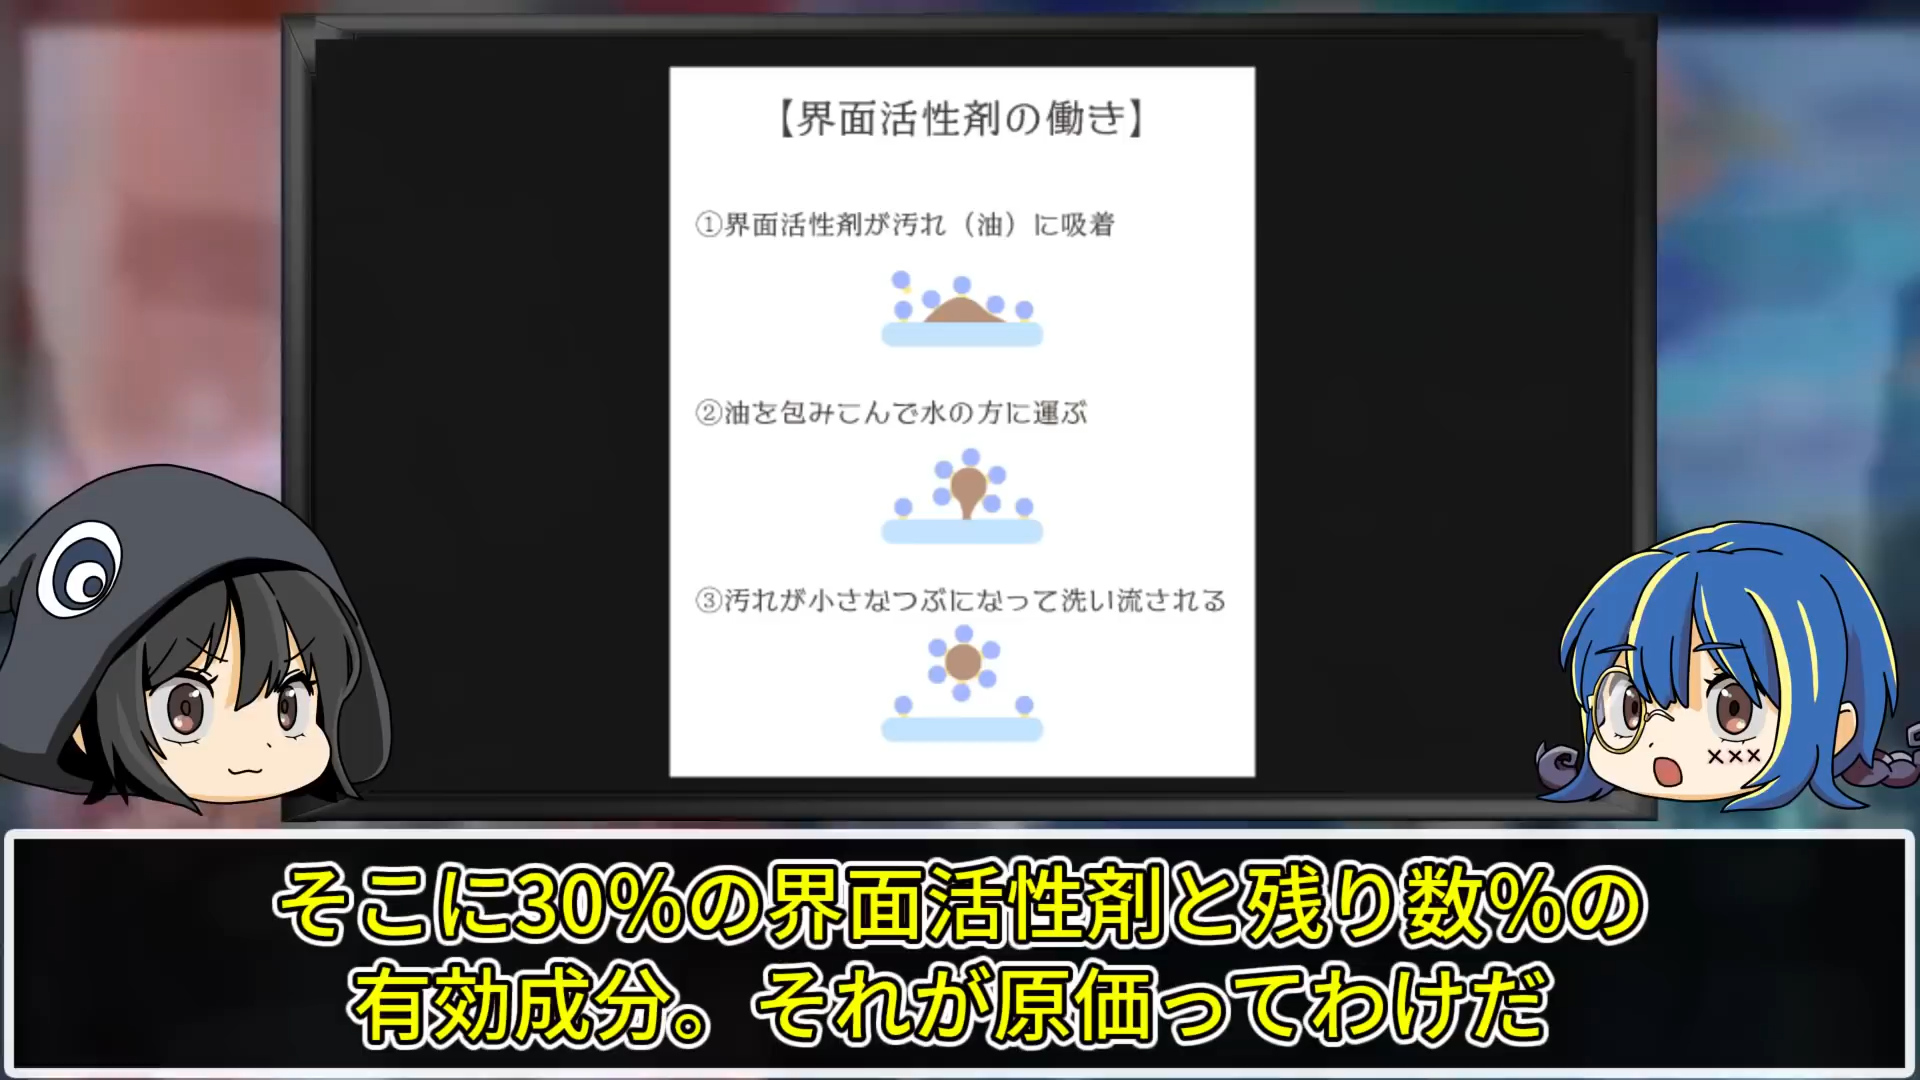 【界面活性剤の働き】
①界面活性剤が汚れ（油）に吸着
②油を包みこんで水の方に運ぶ
③汚れが小さなつぶになって洗い流される
そこに30％の界面活性剤と残り数％の
有効成分。それが原価ってわけだ